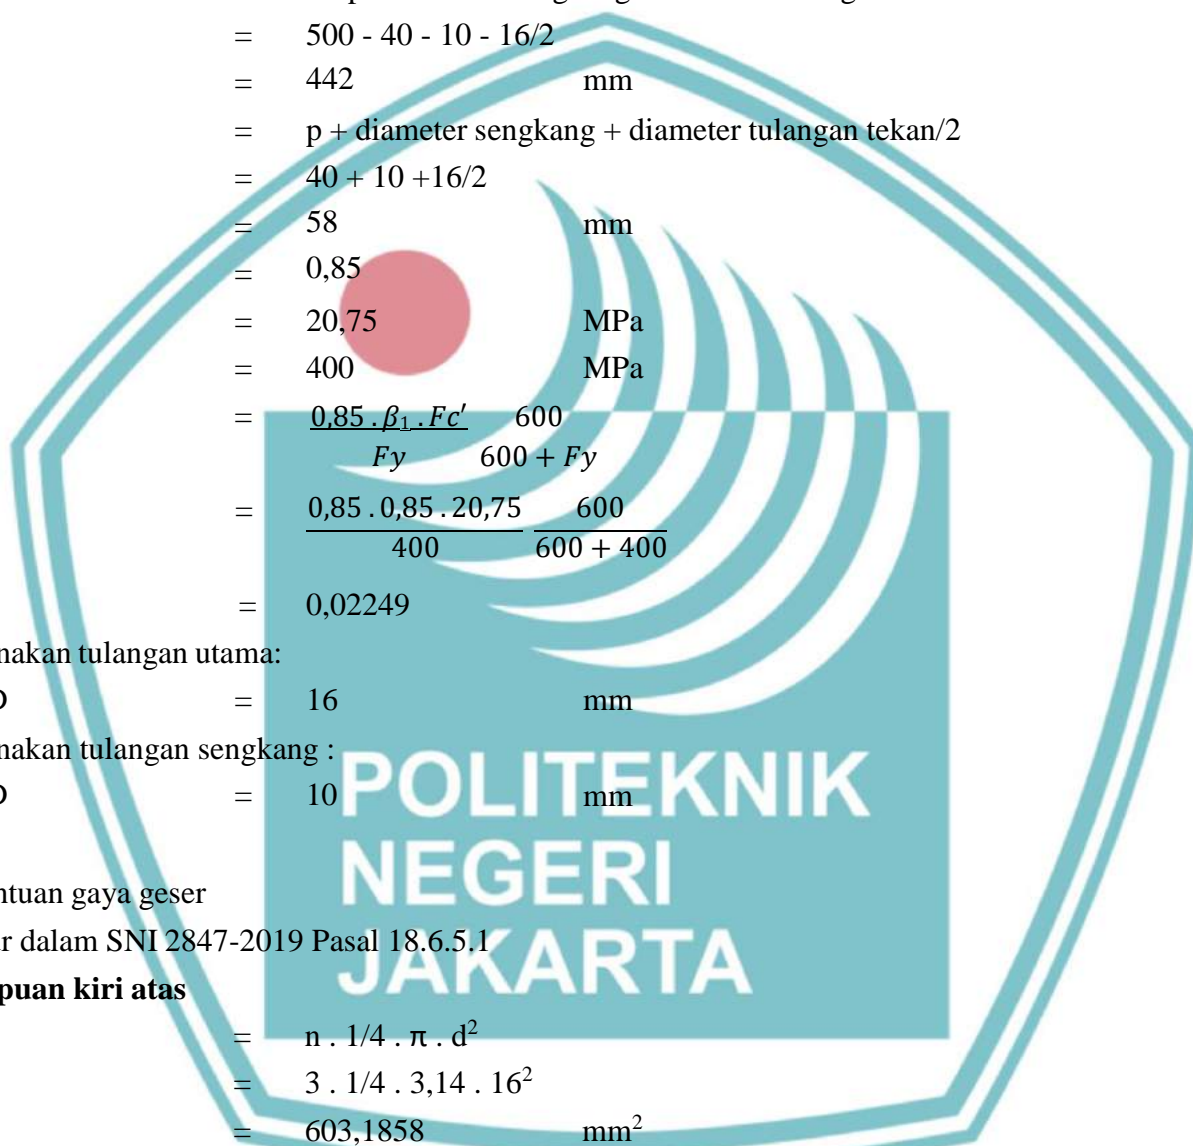 = 500 - 40 - 10 - 16/2
= 442 mm
= p + diameter sengkang + diameter tulangan tekan/2
= 40 + 10 +16/2
= 58 mm
= 0,85
= 20,75 MPa
= 400 MPa
= 0,85 . β₁ . Fc′ 600
Fy 600 + Fy
= 0,85 . 0,85 . 20,75 600
400 600 + 400
= 0,02249
nakan tulangan utama:
= 16 mm
nakan tulangan sengkang :
= 10 mm
POLITEKNIK
NEGERI
JAKARTA
ntuan gaya geser
r dalam SNI 2847-2019 Pasal 18.6.5.1
puan kiri atas
= n . 1/4 . π . d²
= 3 . 1/4 . 3,14 . 16²
= 603,1858 mm²